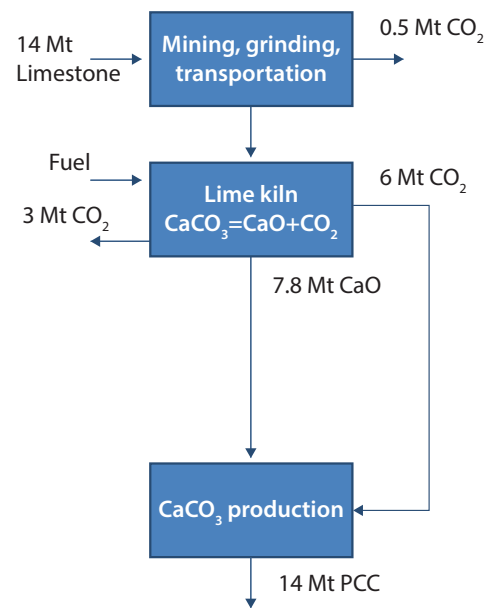 14 Mt
Limestone
Mining, grinding,
transportation
0.5 Mt CO₂
Fuel
3 Mt CO₂
Lime kiln
CaCO₃=CaO+CO₂
6 Mt CO₂
7.8 Mt CaO
CaCO₃ production
14 Mt PCC